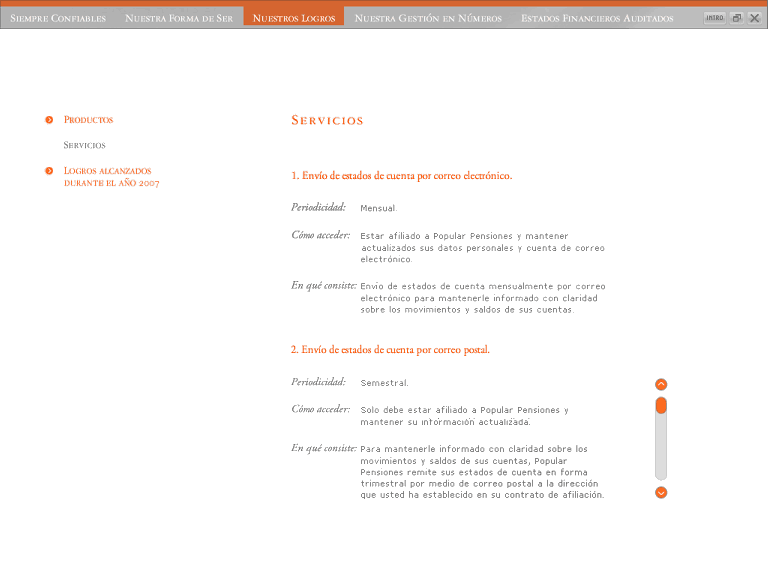 Siempre Confiables Nuestra Forma de Ser Nuestros Logros Nuestra Gestión en Números Estados Financieros Auditados INTRO
Productos
Servicios
Logros alcanzados
durante el año 2007
Servicios
1. Envío de estados de cuenta por correo electrónico.
Periodicidad: Mensual.
Cómo acceder: Estar afiliado a Popular Pensiones y mantener
actualizados sus datos personales y cuenta de correo
electrónico.
En qué consiste: Envío de estados de cuenta mensualmente por correo
electrónico para mantenerle informado con claridad
sobre los movimientos y saldos de sus cuentas.
2. Envío de estados de cuenta por correo postal.
Periodicidad: Semestral.
Cómo acceder: Solo debe estar afiliado a Popular Pensiones y
mantener su información actualizada.
En qué consiste: Para mantenerle informado con claridad sobre los
movimientos y saldos de sus cuentas, Popular
Pensiones remite sus estados de cuenta en forma
trimestral por medio de correo postal a la dirección
que usted ha establecido en su contrato de afiliación.